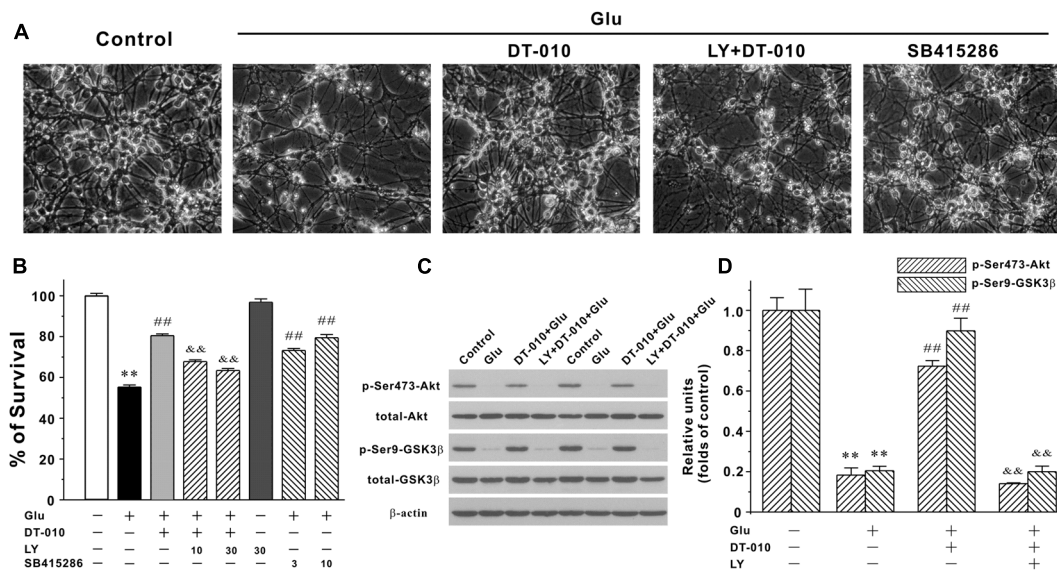 A
Control
Glu
DT-010
LY+DT-010
SB415286
B
% of Survival
100
80
60
40
20
0
**
##
&&
&&
##
##
Glu − + + + + − + +
DT-010 − − + + + − − −
LY − − − 10 30 30 − −
SB415286 − − − − − − 3 10
C
Control
Glu
DT-010+Glu
LY+DT-010+Glu
Control
Glu
DT-010+Glu
LY+DT-010+Glu
p-Ser473-Akt
total-Akt
p-Ser9-GSK3β
total-GSK3β
β-actin
D
p-Ser473-Akt
p-Ser9-GSK3β
Relative units
(folds of control)
1.0
0.8
0.6
0.4
0.2
0.0
**
**
##
##
&&
&&
Glu − + + +
DT-010 − − + +
LY − − − +